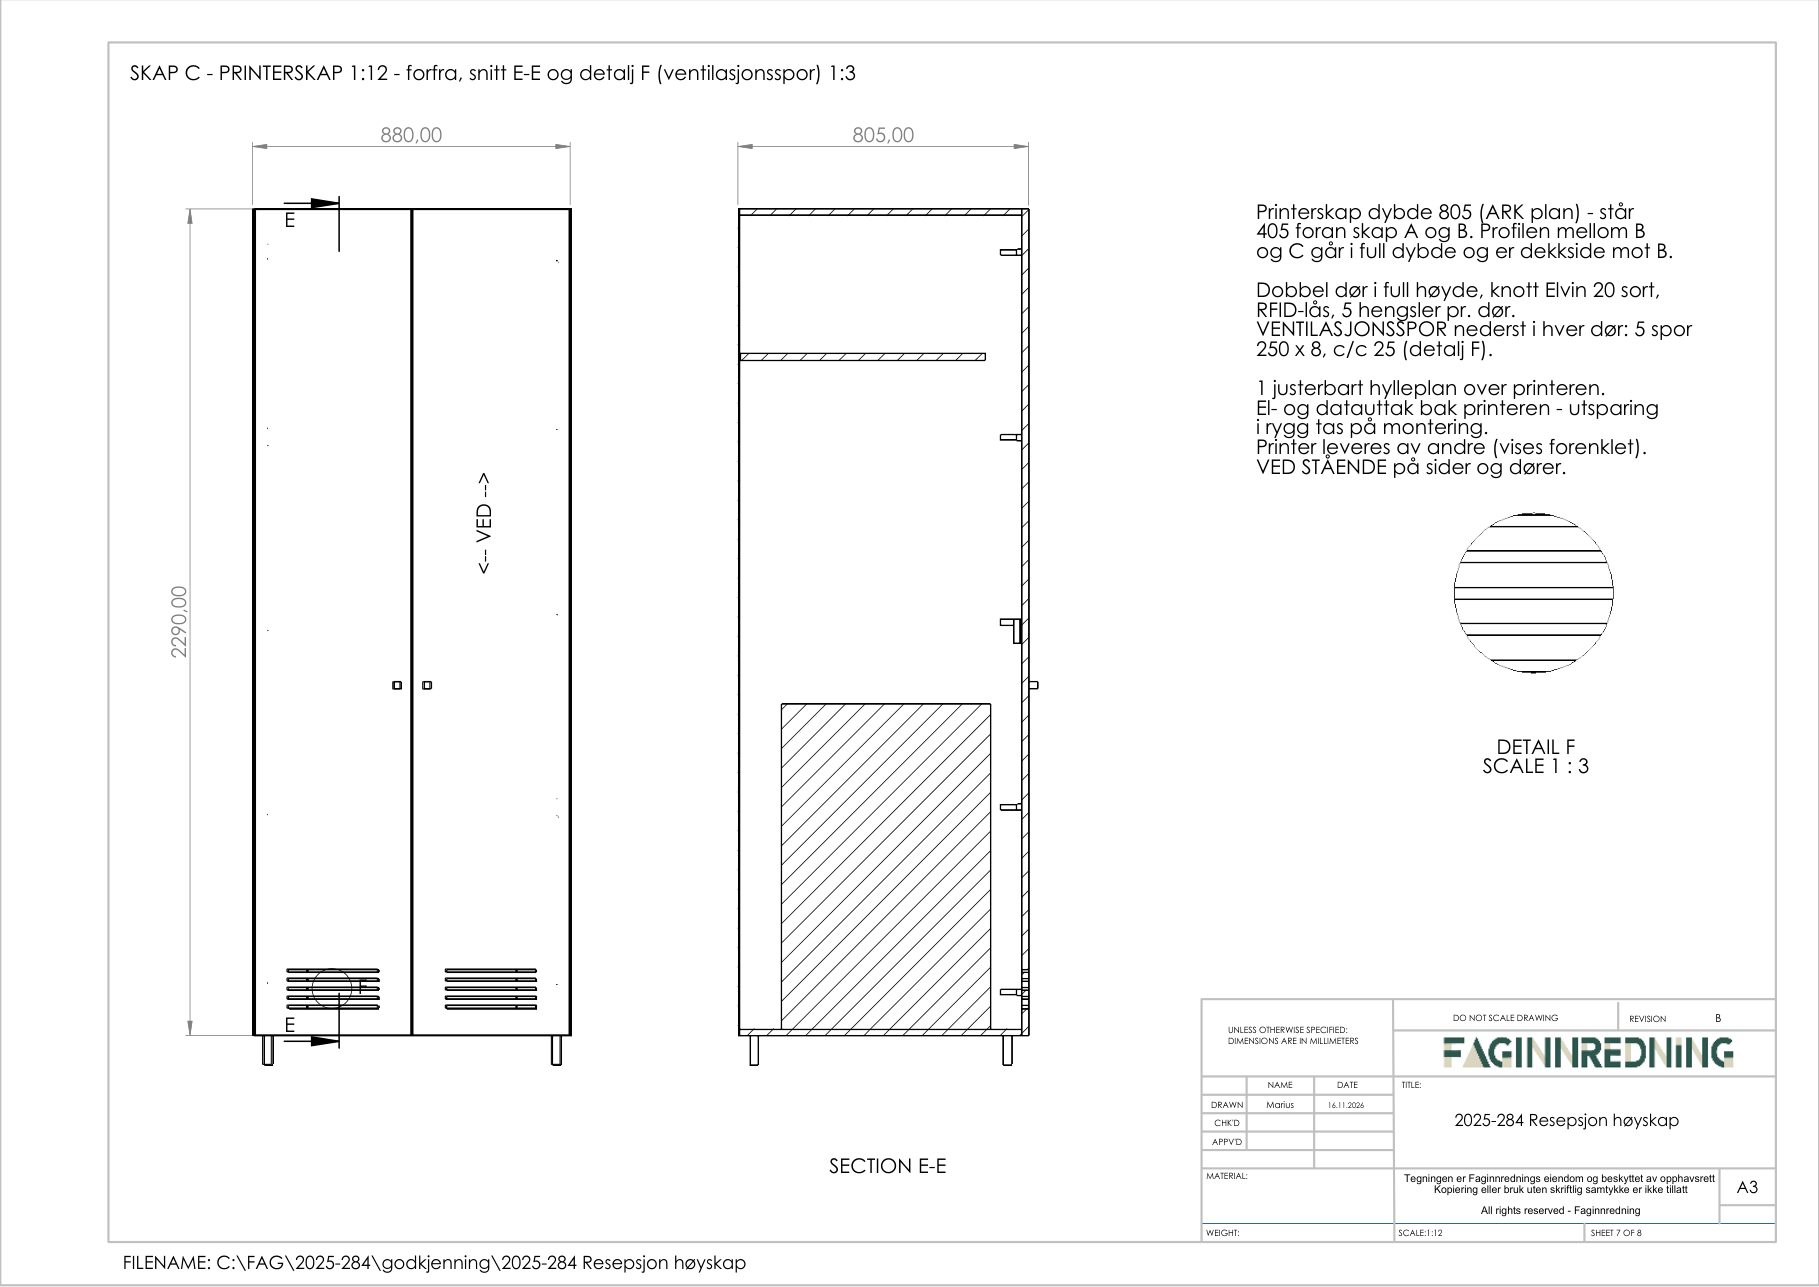 SKAP C - PRINTERSKAP 1:12 - forfra, snitt E-E og detalj F (ventilasjonsspor) 1:3
880,00
805,00
E
2290,00
<-- VED -->
F
E
SECTION E-E
Printerskap dybde 805 (ARK plan) - står
405 foran skap A og B. Profilen mellom B
og C går i full dybde og er dekkside mot B.
Dobbel dør i full høyde, knott Elvin 20 sort,
RFID-lås, 5 hengsler pr. dør.
VENTILASJONSSPOR nederst i hver dør: 5 spor
250 x 8, c/c 25 (detalj F).
1 justerbart hylleplan over printeren.
El- og datauttak bak printeren - utsparing
i rygg tas på montering.
Printer leveres av andre (vises forenklet).
VED STÅENDE på sider og dører.
DETAIL F
SCALE 1 : 3
UNLESS OTHERWISE SPECIFIED:
DIMENSIONS ARE IN MILLIMETERS
DO NOT SCALE DRAWING
REVISION
B
FAGINNREDNING
NAME
DATE
TITLE:
DRAWN
Marius
16.11.2026
CHK'D
APPV'D
2025-284 Resepsjon høyskap
MATERIAL:
Tegningen er Faginnrednings eiendom og beskyttet av opphavsrett
Kopiering eller bruk uten skriftlig samtykke er ikke tillatt
All rights reserved - Faginnredning
A3
WEIGHT:
SCALE:1:12
SHEET 7 OF 8
FILENAME: C:\FAG\2025-284\godkjenning\2025-284 Resepsjon høyskap